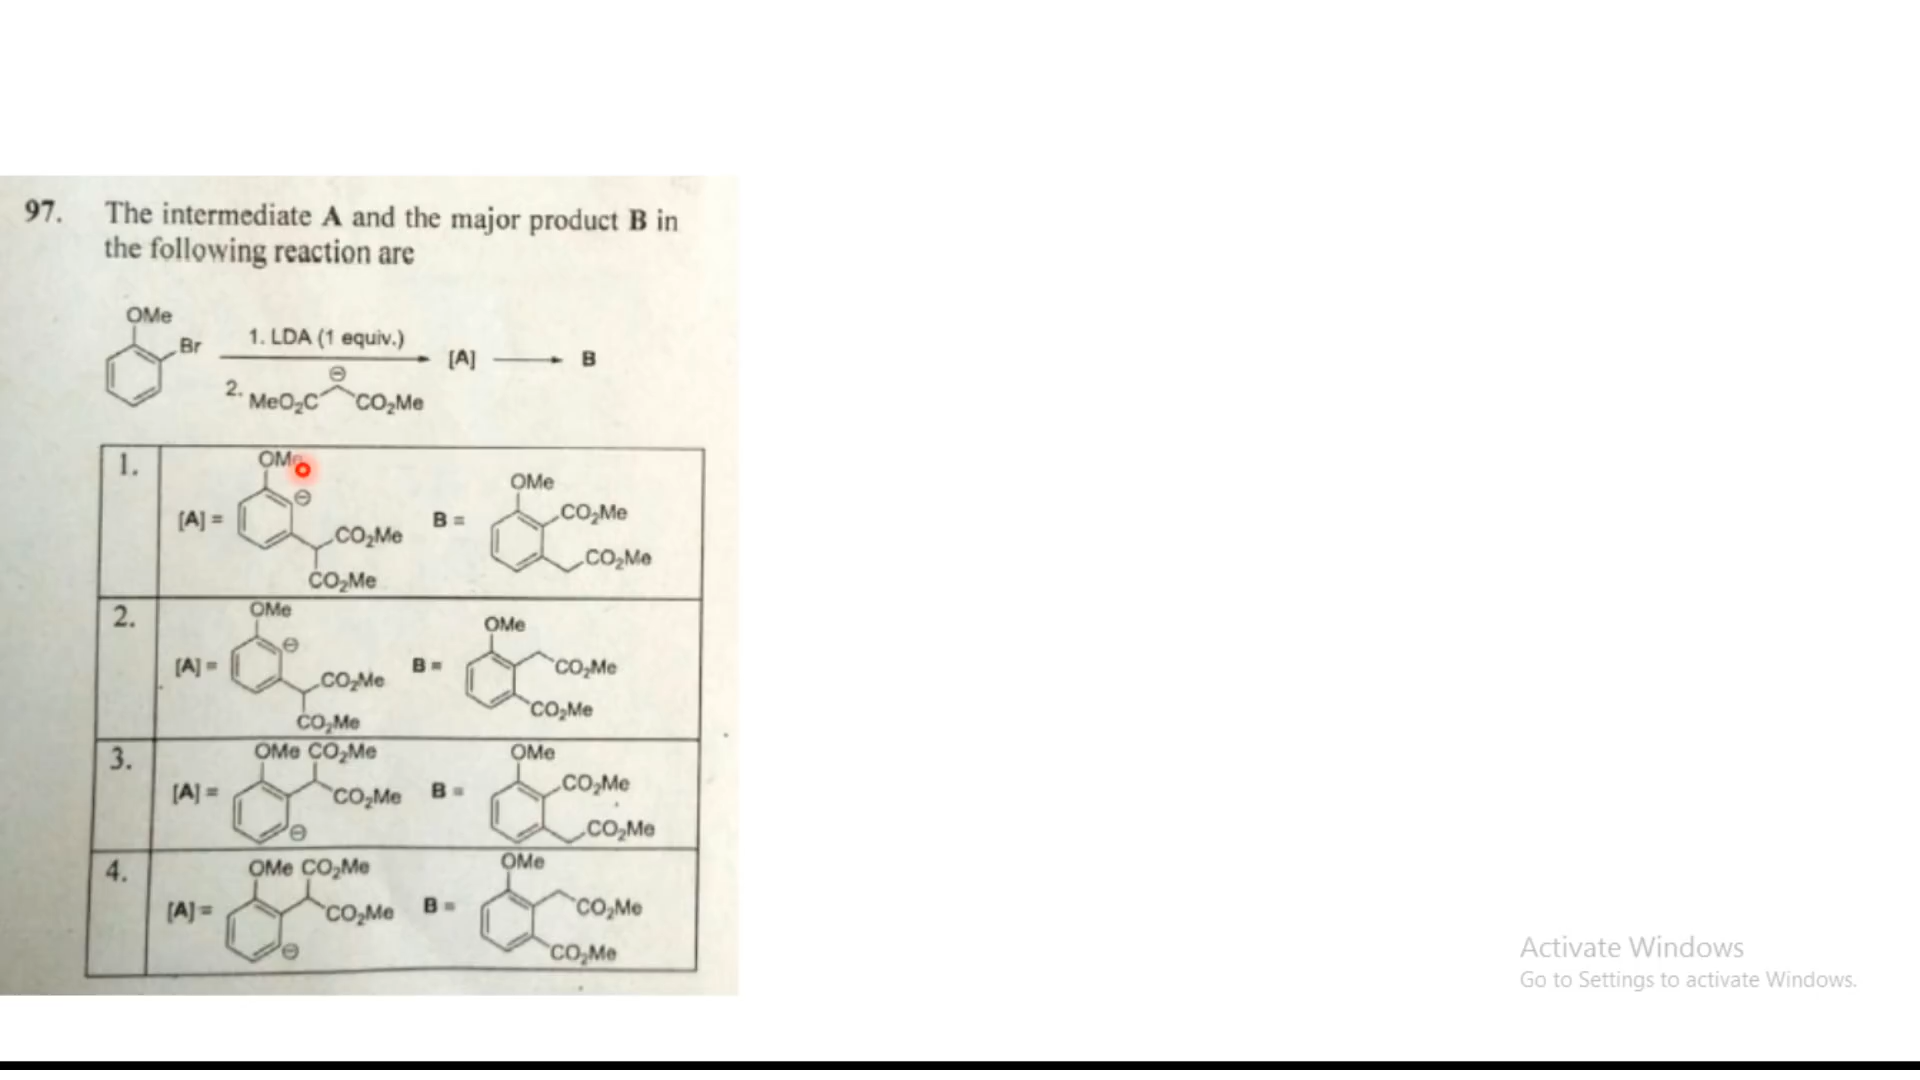 97. The intermediate A and the major product B in
the following reaction are
OMe
Br
1. LDA (1 equiv.)
[A]
B
⊖
2. MeO₂C CO₂Me
1.
OMe
⊖
[A] =
CO₂Me
CO₂Me
B =
OMe
CO₂Me
CO₂Me
2.
OMe
⊖
[A] =
CO₂Me
CO₂Me
B =
OMe
CO₂Me
CO₂Me
3.
OMe CO₂Me
[A] =
CO₂Me
⊖
B =
OMe
CO₂Me
CO₂Me
4.
OMe CO₂Me
[A] =
CO₂Me
⊖
B =
OMe
CO₂Me
CO₂Me
Activate Windows
Go to Settings to activate Windows.